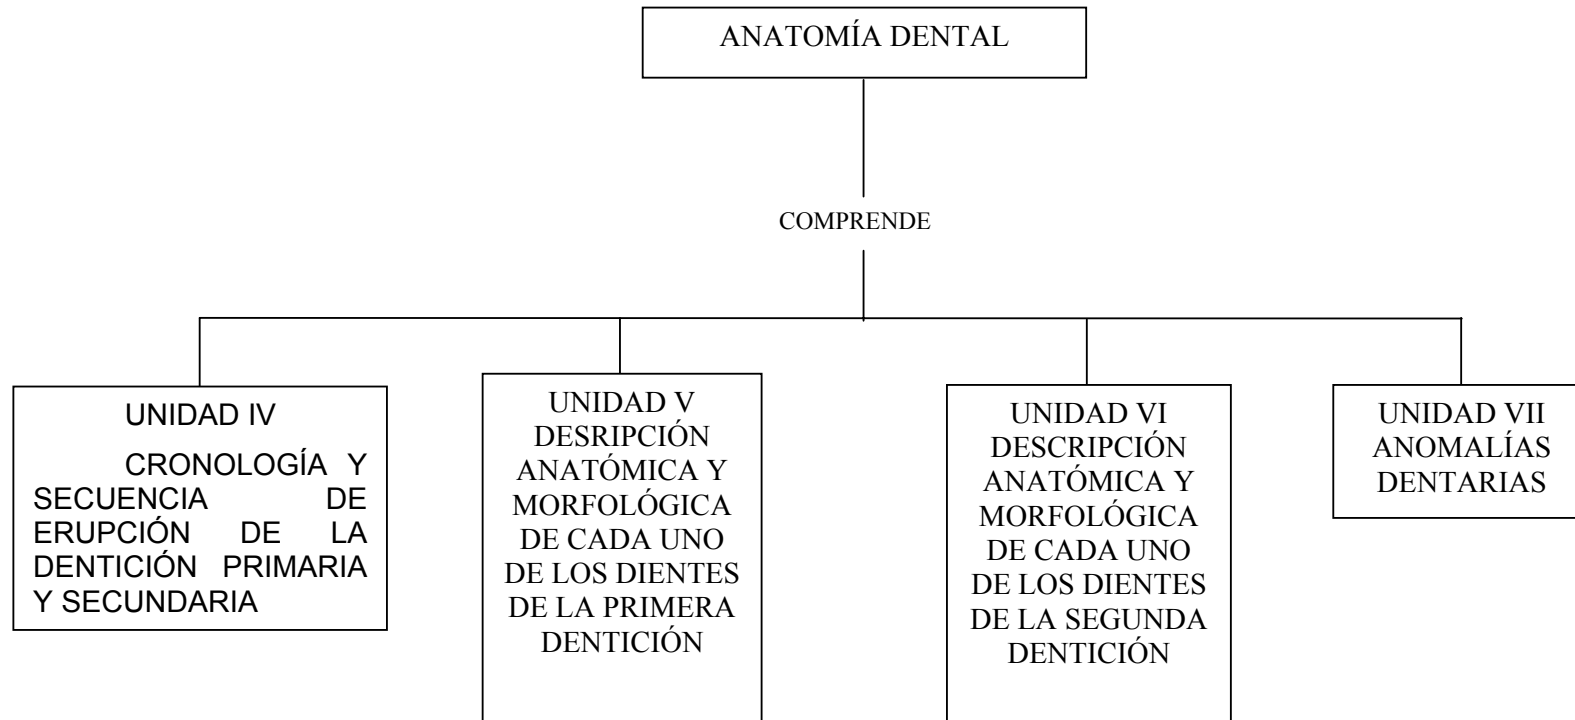 ANATOMÍA DENTAL
COMPRENDE
UNIDAD IV
CRONOLOGÍA Y
SECUENCIA DE
ERUPCIÓN DE LA
DENTICIÓN PRIMARIA
Y SECUNDARIA
UNIDAD V
DESRIPCIÓN
ANATÓMICA Y
MORFOLÓGICA
DE CADA UNO
DE LOS DIENTES
DE LA PRIMERA
DENTICIÓN
UNIDAD VI
DESCRIPCIÓN
ANATÓMICA Y
MORFOLÓGICA
DE CADA UNO
DE LOS DIENTES
DE LA SEGUNDA
DENTICIÓN
UNIDAD VII
ANOMALÍAS
DENTARIAS